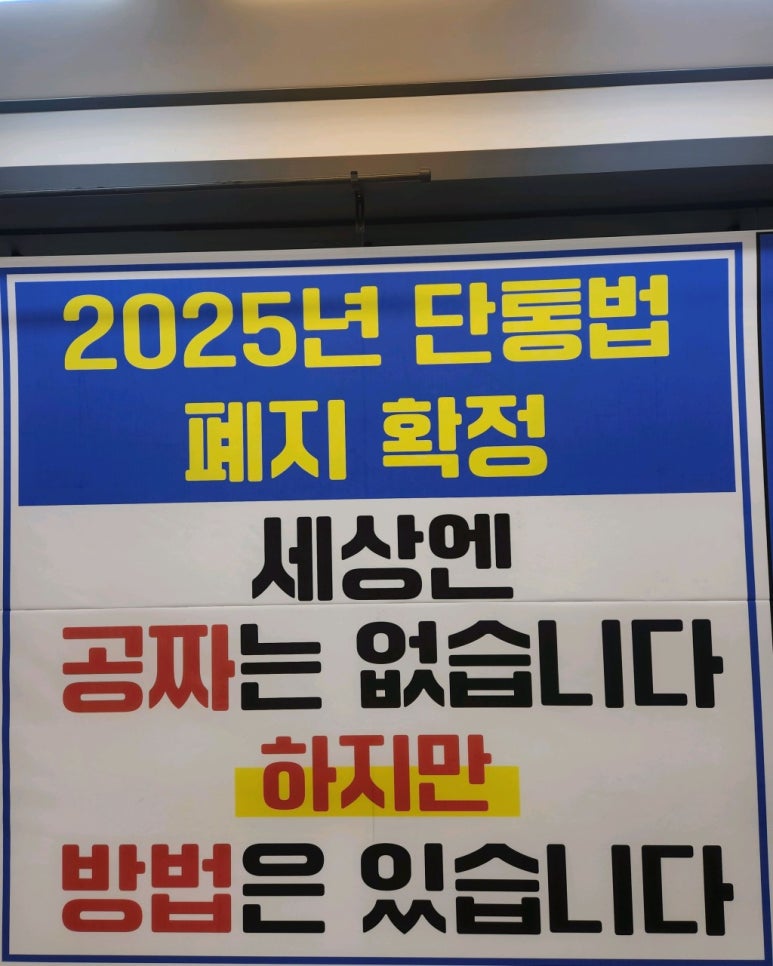 2025년 단통법
폐지 확정
세상엔
공짜는 없습니다
하지만
방법은 있습니다